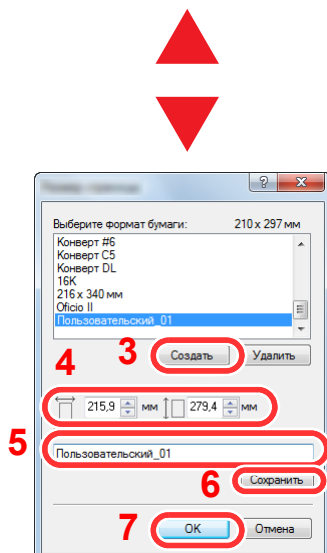 ?
x
Выберите формат бумаги: 210 x 297 мм
Конверт #6
Конверт C5
Конверт DL
16K
216 x 340 мм
Oficio II
Пользовательский_01
3 Создать Удалить
4
215,9 мм 279,4 мм
5 Пользовательский_01
6 Сохранить
7 OK Отмена